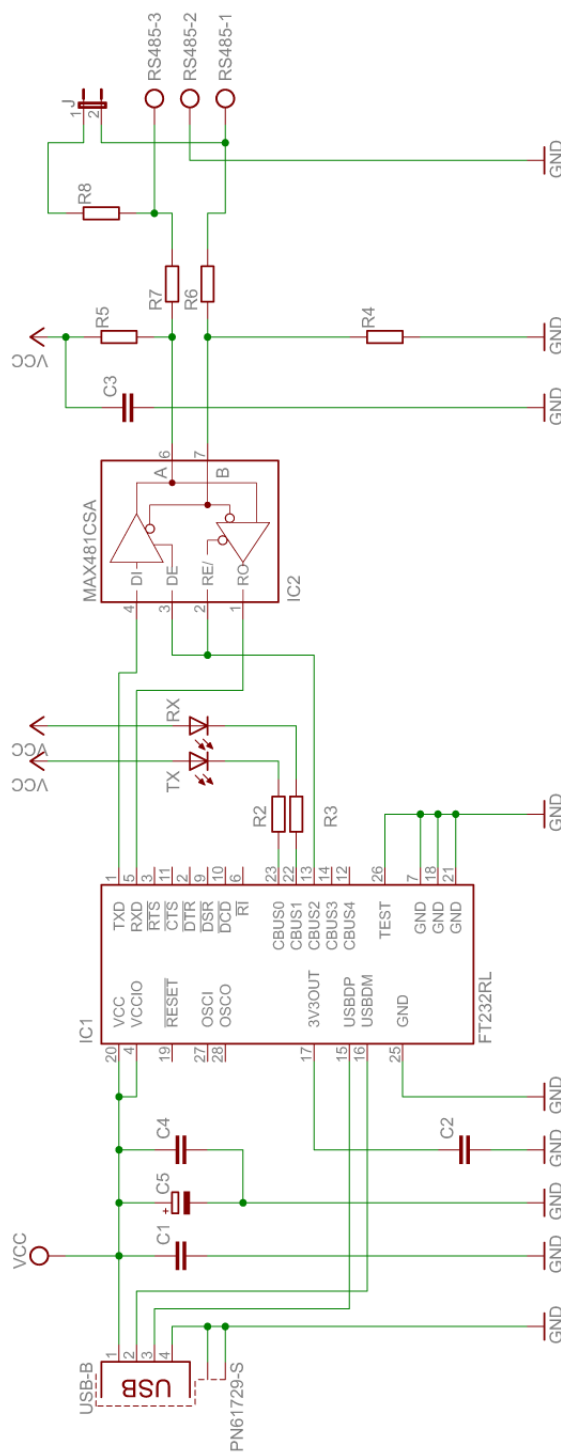 J
1
2
RS485-3
RS485-2
RS485-1
R8
R7
R6
R5
R4
VCC
C3
GND
GND
GND
MAX481CSA
IC2
A
B
6
7
DI
DE
RE/
RO
4
3
2
1
VCC
VCC
RX
TX
R2
R3
GND
IC1
FT232RL
1
5
3
11
2
9
10
6
23
22
13
14
12
26
7
18
21
TXD
RXD
RTS
CTS
DTR
DSR
DCD
RI
CBUS0
CBUS1
CBUS2
CBUS3
CBUS4
TEST
GND
GND
GND
VCC
VCCIO
RESET
OSCI
OSCO
3V3OUT
USBDP
USBDM
GND
20
4
19
27
28
17
15
16
25
C4
C5
+
C1
C2
VCC
GND
GND
GND
GND
GND
USB-B
USB
1
2
3
4
PN61729-S